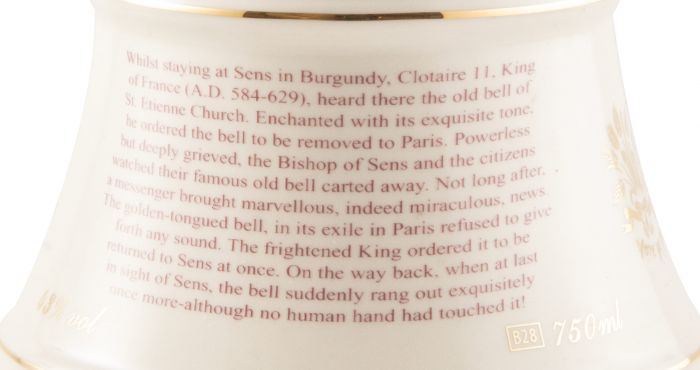 Whilst staying at Sens in Burgundy, Clotaire 11, King
of France (A.D. 584-629), heard there the old bell of
St. Etienne Church. Enchanted with its exquisite tone,
he ordered the bell to be removed to Paris. Powerless
but deeply grieved, the Bishop of Sens and the citizens
watched their famous old bell carted away. Not long after,
a messenger brought marvellous, indeed miraculous, news
The golden-tongued bell, in its exile in Paris refused to give
forth any sound. The frightened King ordered it to be
returned to Sens at once. On the way back, when at last
in sight of Sens, the bell suddenly rang out exquisitely
once more-although no human hand had touched it!
43% vol
B28 750ml